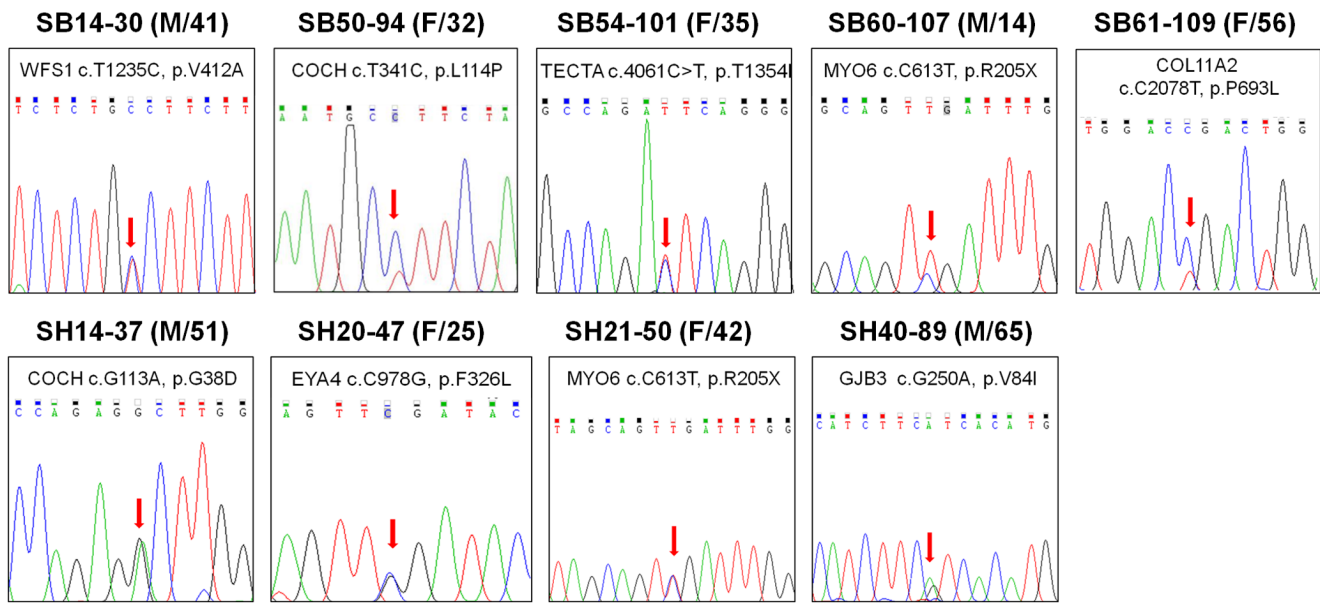 SB14-30 (M/41)
WFS1 c.T1235C, p.V412A
T C T C T G C C T T C T T
SB50-94 (F/32)
COCH c.T341C, p.L114P
A A T G C C T T C T A
SB54-101 (F/35)
TECTA c.4061C>T, p.T1354I
G C C A G A T T C A G G G
SB60-107 (M/14)
MYO6 c.C613T, p.R205X
G C A G T T G A T T T G
SB61-109 (F/56)
COL11A2
c.C2078T, p.P693L
T G G A C C G A C T G G
SH14-37 (M/51)
COCH c.G113A, p.G38D
C C A G A G G C T T G G
SH20-47 (F/25)
EYA4 c.C978G, p.F326L
A G T T C G A T A C
SH21-50 (F/42)
MYO6 c.C613T, p.R205X
T A G C A G T T G A T T T G G
SH40-89 (M/65)
GJB3 c.G250A, p.V84I
C A T C T T C A T C A C A T G